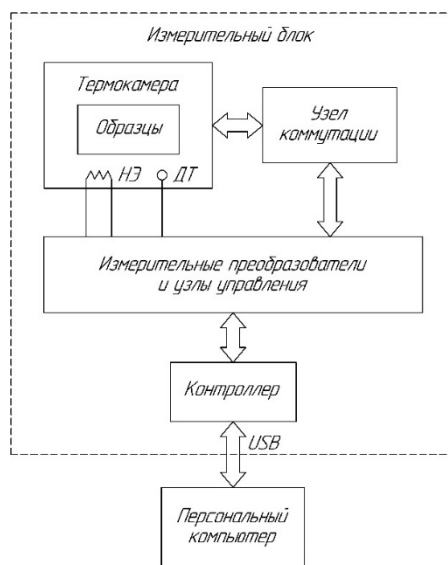 Измерительный блок
Термокамера
Образцы
Узел
коммутации
НЭ
ДТ
Измерительные преобразователи
и узлы управления
Контроллер
USB
Персональный
компьютер